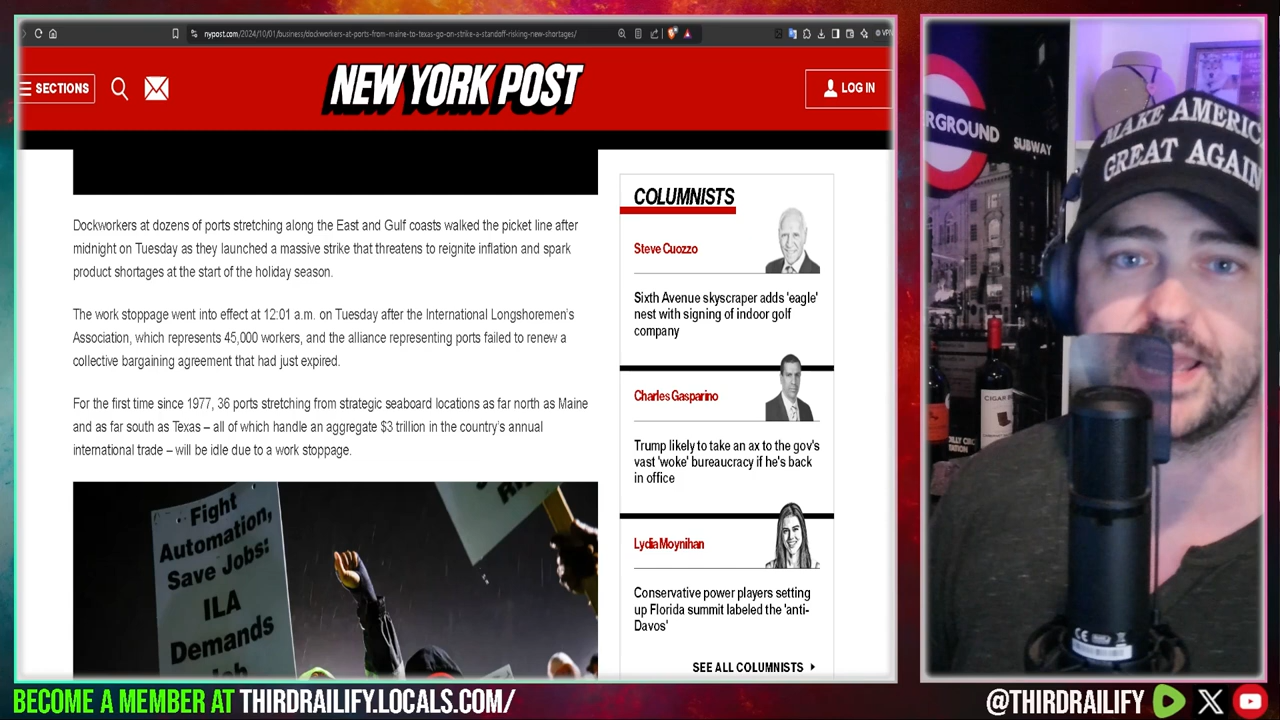 nypost.com/2024/10/01/business/dockworkers-at-ports-from-maine-to-texas-go-on-strike-a-standoff-risking-new-shortages/
VPN
SECTIONS
NEW YORK POST
LOG IN
Dockworkers at dozens of ports stretching along the East and Gulf coasts walked the picket line after
midnight on Tuesday as they launched a massive strike that threatens to reignite inflation and spark
product shortages at the start of the holiday season.
The work stoppage went into effect at 12:01 a.m. on Tuesday after the International Longshoremen's
Association, which represents 45,000 workers, and the alliance representing ports failed to renew a
collective bargaining agreement that had just expired.
For the first time since 1977, 36 ports stretching from strategic seaboard locations as far north as Maine
and as far south as Texas – all of which handle an aggregate $3 trillion in the country's annual
international trade – will be idle due to a work stoppage.
Fight
Automation,
Save Jobs:
ILA
Demands
Job
COLUMNISTS
Steve Cuozzo
Sixth Avenue skyscraper adds 'eagle'
nest with signing of indoor golf
company
Charles Gasparino
Trump likely to take an ax to the gov's
vast 'woke' bureaucracy if he's back
in office
Lydia Moynihan
Conservative power players setting
up Florida summit labeled the 'anti-
Davos'
SEE ALL COLUMNISTS
RGROUND
SUBWAY
MAKE AMERIC
GREAT AGAIN
CIGAR
CE
BECOME A MEMBER AT THIRDRAILIFY.LOCALS.COM/
@THIRDRAILIFY